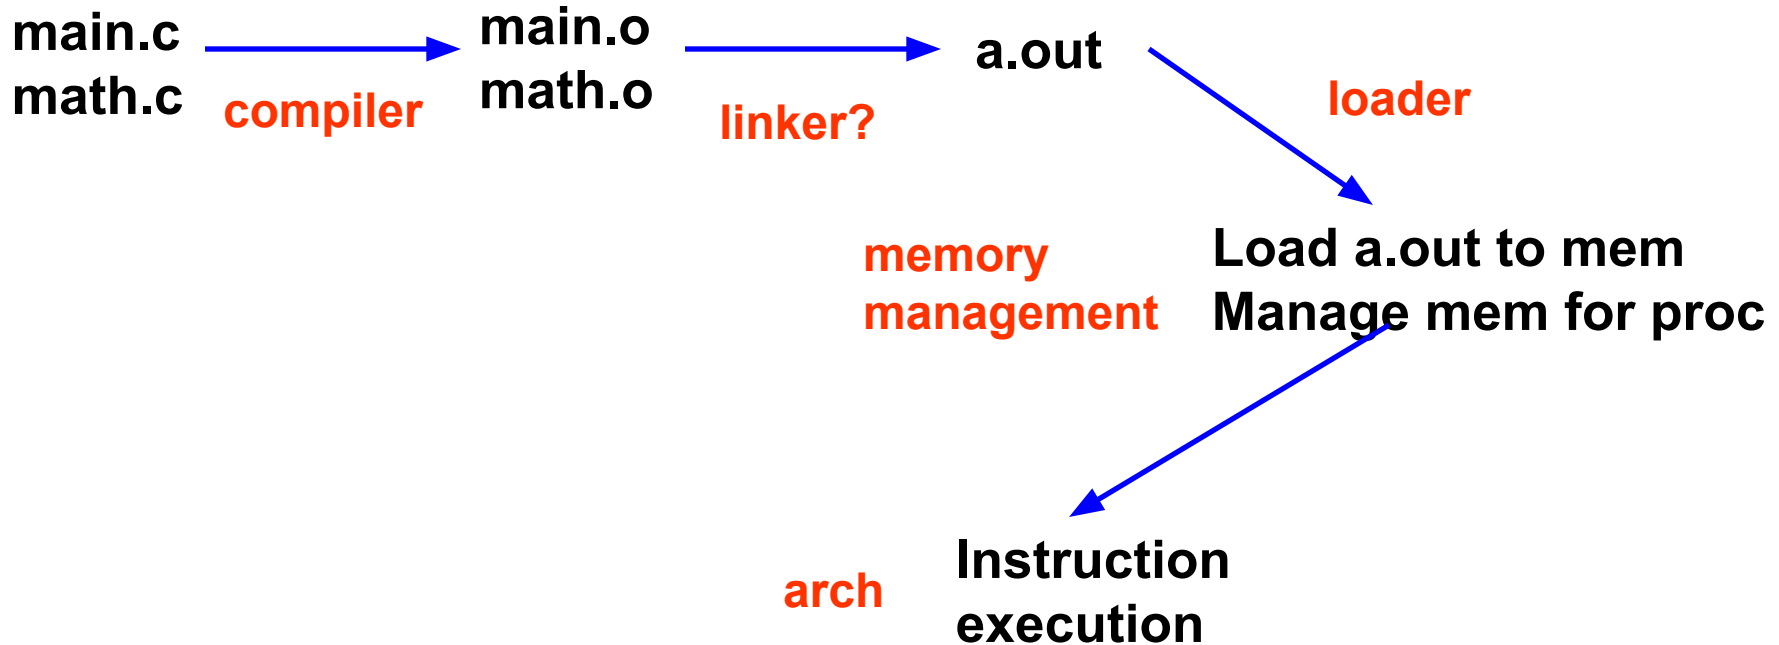 main.c
math.c
compiler
main.o
math.o
linker?
a.out
loader
memory
management
Load a.out to mem
Manage mem for proc
arch
Instruction
execution